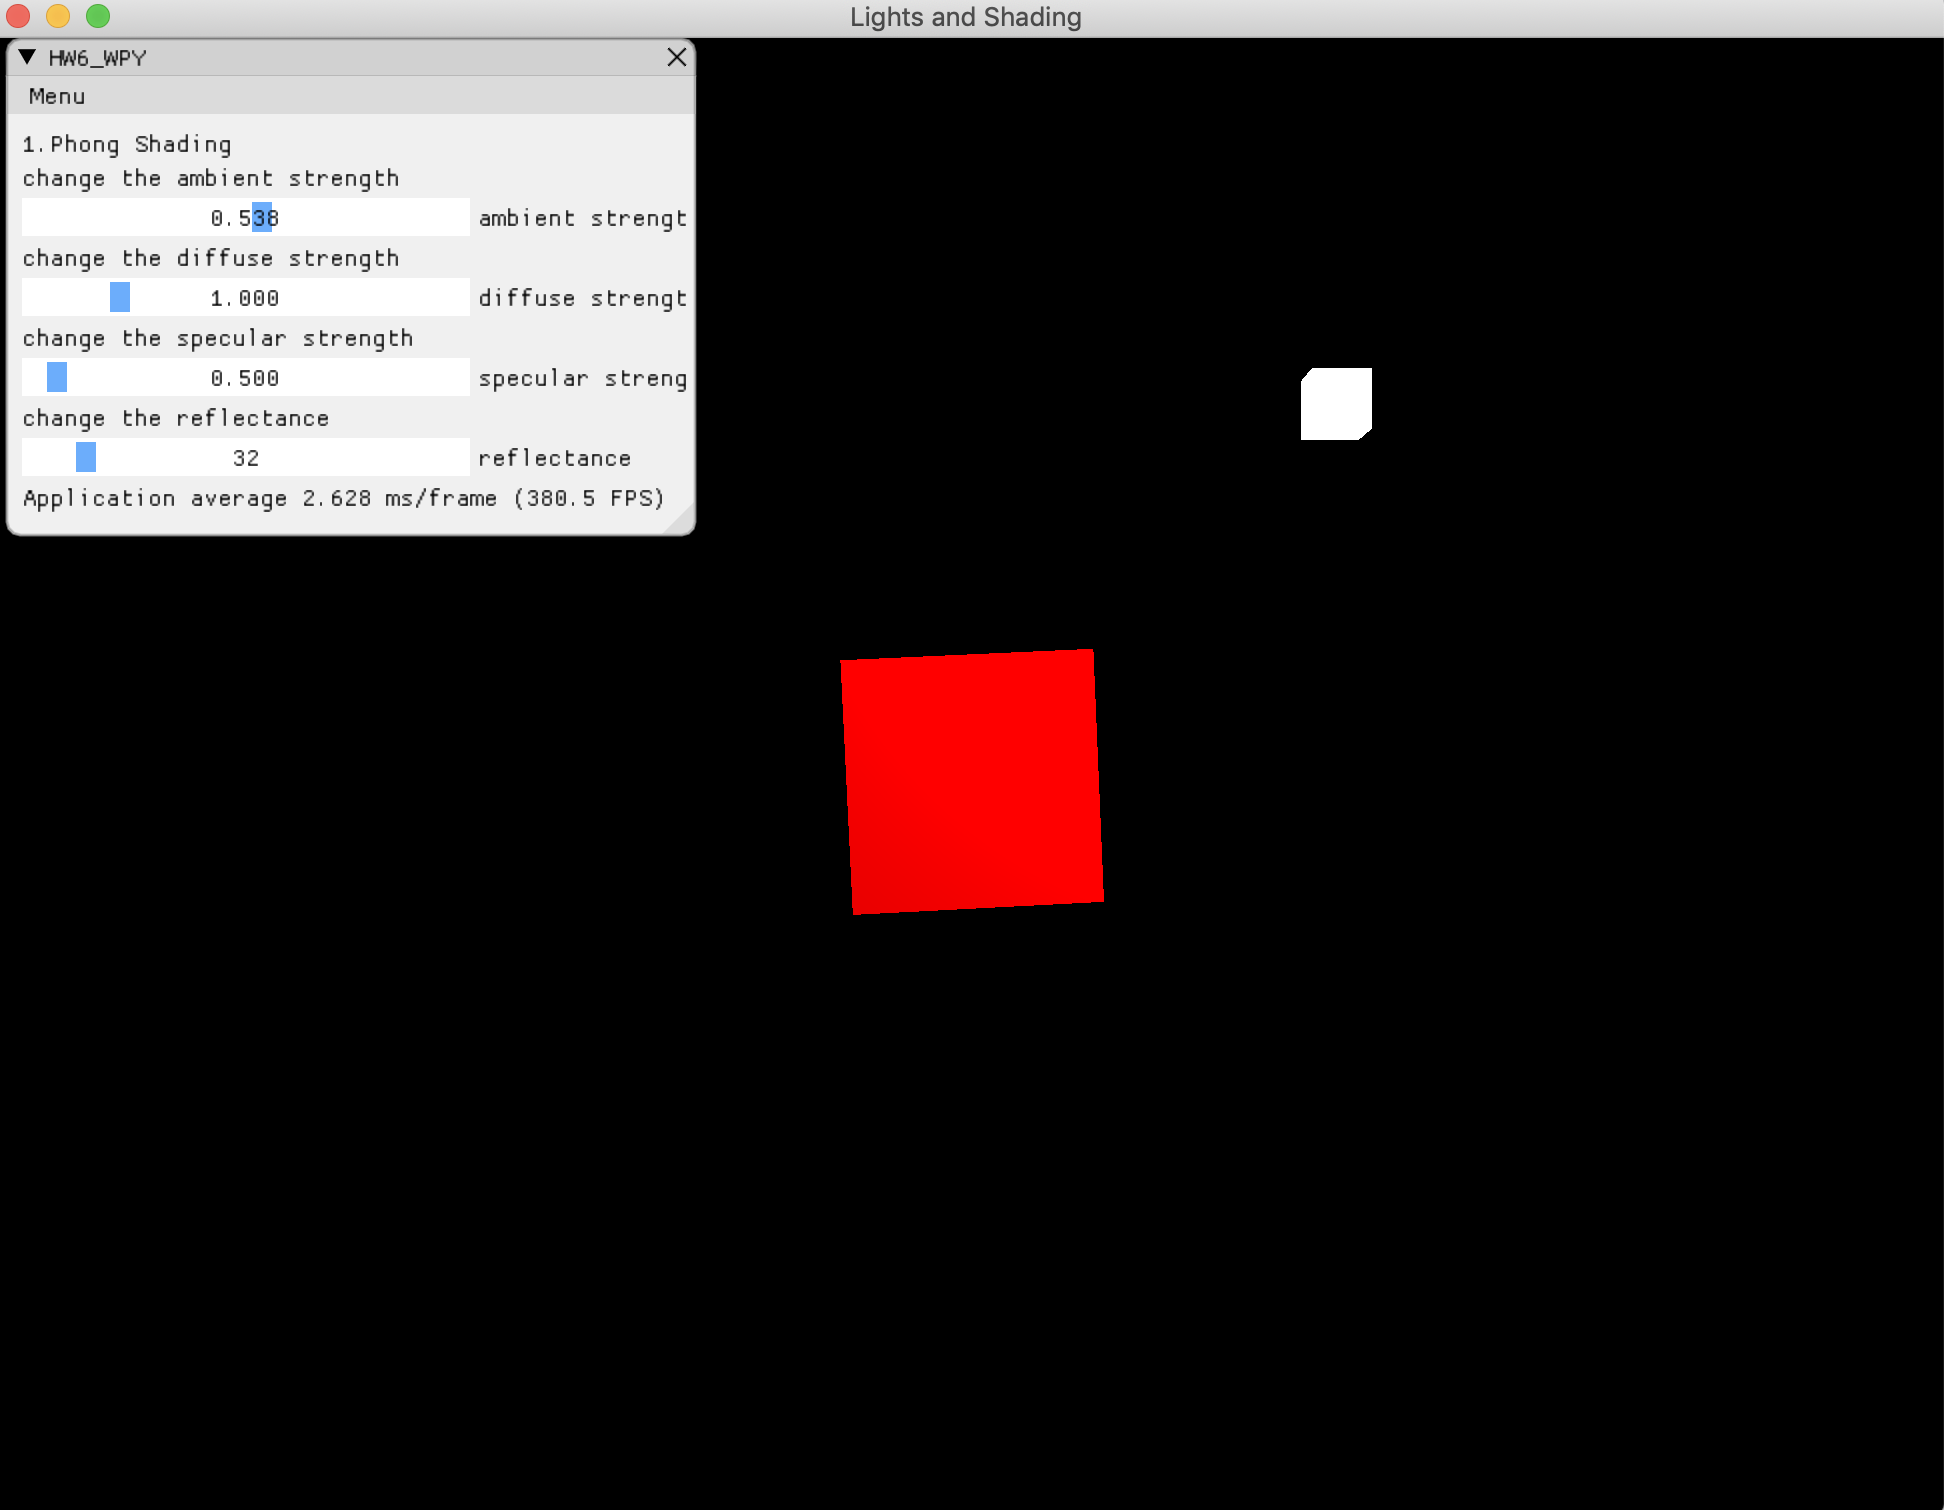 Lights and Shading
HW6_WPY
Menu
1.Phong Shading
change the ambient strength
0.538 ambient strengt
change the diffuse strength
1.000 diffuse strengt
change the specular strength
0.500 specular streng
change the reflectance
32 reflectance
Application average 2.628 ms/frame (380.5 FPS)